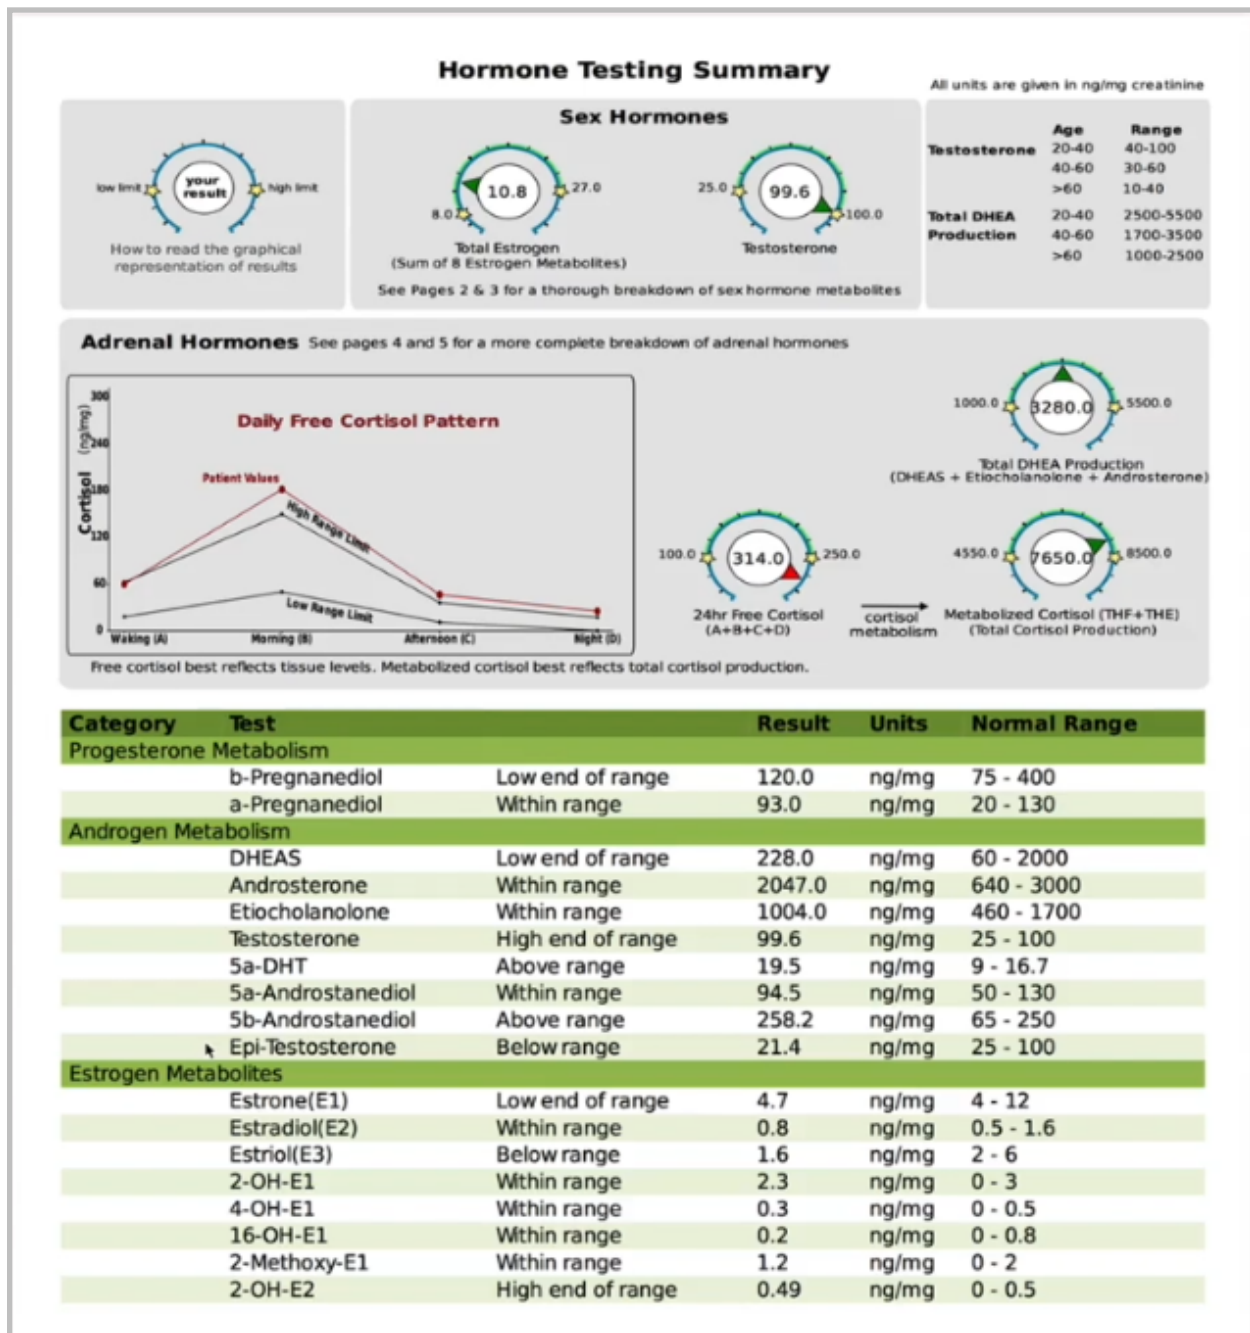 Hormone Testing Summary
All units are given in ng/mg creatinine
low limit
your
result
high limit
How to read the graphical
representation of results
Sex Hormones
8.0
10.8
27.0
Total Estrogen
(Sum of 8 Estrogen Metabolites)
25.0
99.6
100.0
Testosterone
See Pages 2 & 3 for a thorough breakdown of sex hormone metabolites
Age Range
Testosterone 20-40 40-100
40-60 30-60
>60 10-40
Total DHEA 20-40 2500-5500
Production 40-60 1700-3500
>60 1000-2500
Adrenal Hormones See pages 4 and 5 for a more complete breakdown of adrenal hormones
Daily Free Cortisol Pattern
Cortisol (ng/mg)
300
240
180
120
60
0
Patient Values
High Range Limit
Low Range Limit
Waking (A) Morning (B) Afternoon (C) Night (D)
1000.0
3280.0
5500.0
Total DHEA Production
(DHEAS + Etiocholanolone + Androsterone)
100.0
314.0
250.0
24hr Free Cortisol
(A+B+C+D)
cortisol
metabolism
4550.0
7650.0
8500.0
Metabolized Cortisol (THF+THE)
(Total Cortisol Production)
Free cortisol best reflects tissue levels. Metabolized cortisol best reflects total cortisol production.
Category Test Result Units Normal Range
Progesterone Metabolism
b-Pregnanediol Low end of range 120.0 ng/mg 75 - 400
a-Pregnanediol Within range 93.0 ng/mg 20 - 130
Androgen Metabolism
DHEAS Low end of range 228.0 ng/mg 60 - 2000
Androsterone Within range 2047.0 ng/mg 640 - 3000
Etiocholanolone Within range 1004.0 ng/mg 460 - 1700
Testosterone High end of range 99.6 ng/mg 25 - 100
5a-DHT Above range 19.5 ng/mg 9 - 16.7
5a-Androstanediol Within range 94.5 ng/mg 50 - 130
5b-Androstanediol Above range 258.2 ng/mg 65 - 250
Epi-Testosterone Below range 21.4 ng/mg 25 - 100
Estrogen Metabolites
Estrone(E1) Low end of range 4.7 ng/mg 4 - 12
Estradiol(E2) Within range 0.8 ng/mg 0.5 - 1.6
Estriol(E3) Below range 1.6 ng/mg 2 - 6
2-OH-E1 Within range 2.3 ng/mg 0 - 3
4-OH-E1 Within range 0.3 ng/mg 0 - 0.5
16-OH-E1 Within range 0.2 ng/mg 0 - 0.8
2-Methoxy-E1 Within range 1.2 ng/mg 0 - 2
2-OH-E2 High end of range 0.49 ng/mg 0 - 0.5